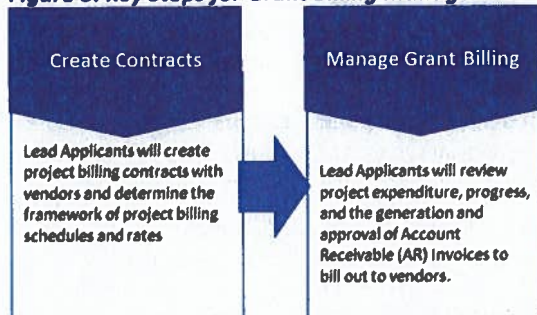 Create Contracts
Lead Applicants will create
project billing contracts with
vendors and determine the
framework of project billing
schedules and rates
Manage Grant Billing
Lead Applicants will review
project expenditure, progress,
and the generation and
approval of Account
Receivable (AR) Invoices to
bill out to vendors.